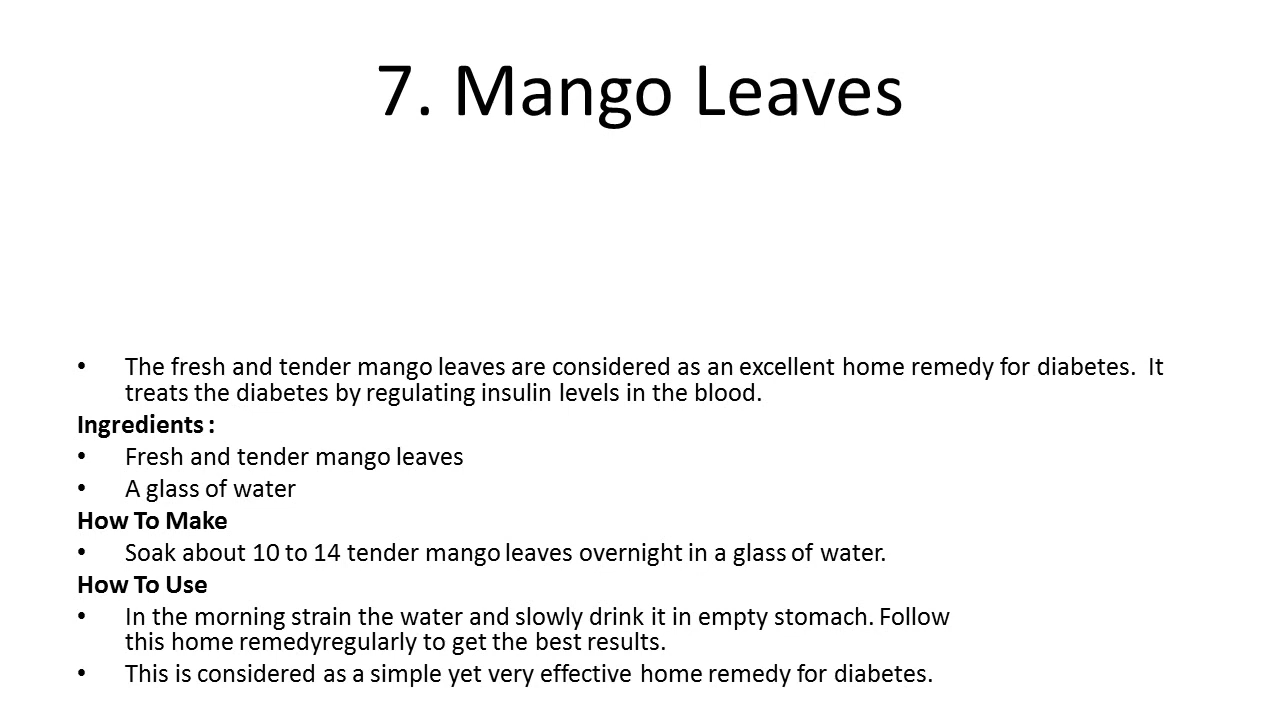 7. Mango Leaves
• The fresh and tender mango leaves are considered as an excellent home remedy for diabetes.  It
treats the diabetes by regulating insulin levels in the blood.
Ingredients :
• Fresh and tender mango leaves
• A glass of water
How To Make
• Soak about 10 to 14 tender mango leaves overnight in a glass of water.
How To Use
• In the morning strain the water and slowly drink it in empty stomach. Follow
this home remedyregularly to get the best results.
• This is considered as a simple yet very effective home remedy for diabetes.